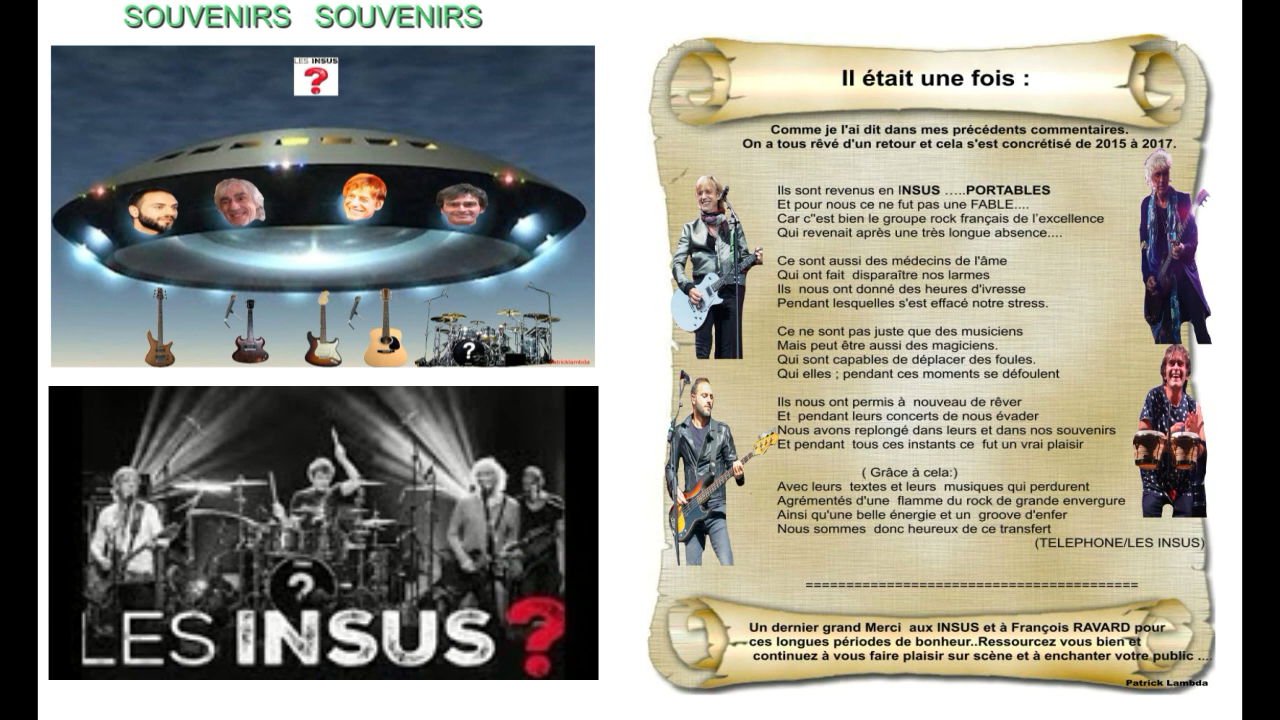 SOUVENIRS SOUVENIRS
LES INSUS
?
?
Patricklambda
?
LES INSUS?
Il était une fois :
Comme je l'ai dit dans mes précédents commentaires.
On a tous rêvé d'un retour et cela s'est concrétisé de 2015 à 2017.
Ils sont revenus en INSUS .....PORTABLES
Et pour nous ce ne fut pas une FABLE....
Car c"est bien le groupe rock français de l'excellence
Qui revenait après une très longue absence....
Ce sont aussi des médecins de l'âme
Qui ont fait disparaître nos larmes
Ils nous ont donné des heures d'ivresse
Pendant lesquelles s'est effacé notre stress.
Ce ne sont pas juste que des musiciens
Mais peut être aussi des magiciens.
Qui sont capables de déplacer des foules.
Qui elles ; pendant ces moments se défoulent
Ils nous ont permis à nouveau de rêver
Et pendant leurs concerts de nous évader
Nous avons replongé dans leurs et dans nos souvenirs
Et pendant tous ces instants ce fut un vrai plaisir
( Grâce à cela:)
Avec leurs textes et leurs musiques qui perdurent
Agrémentés d'une flamme du rock de grande envergure
Ainsi qu'une belle énergie et un groove d'enfer
Nous sommes donc heureux de ce transfert
(TELEPHONE/LES INSUS)
=========================================
Un dernier grand Merci aux INSUS et à François RAVARD pour
ces longues périodes de bonheur..Ressourcez vous bien et
continuez à vous faire plaisir sur scène et à enchanter votre public ....
Patrick Lambda